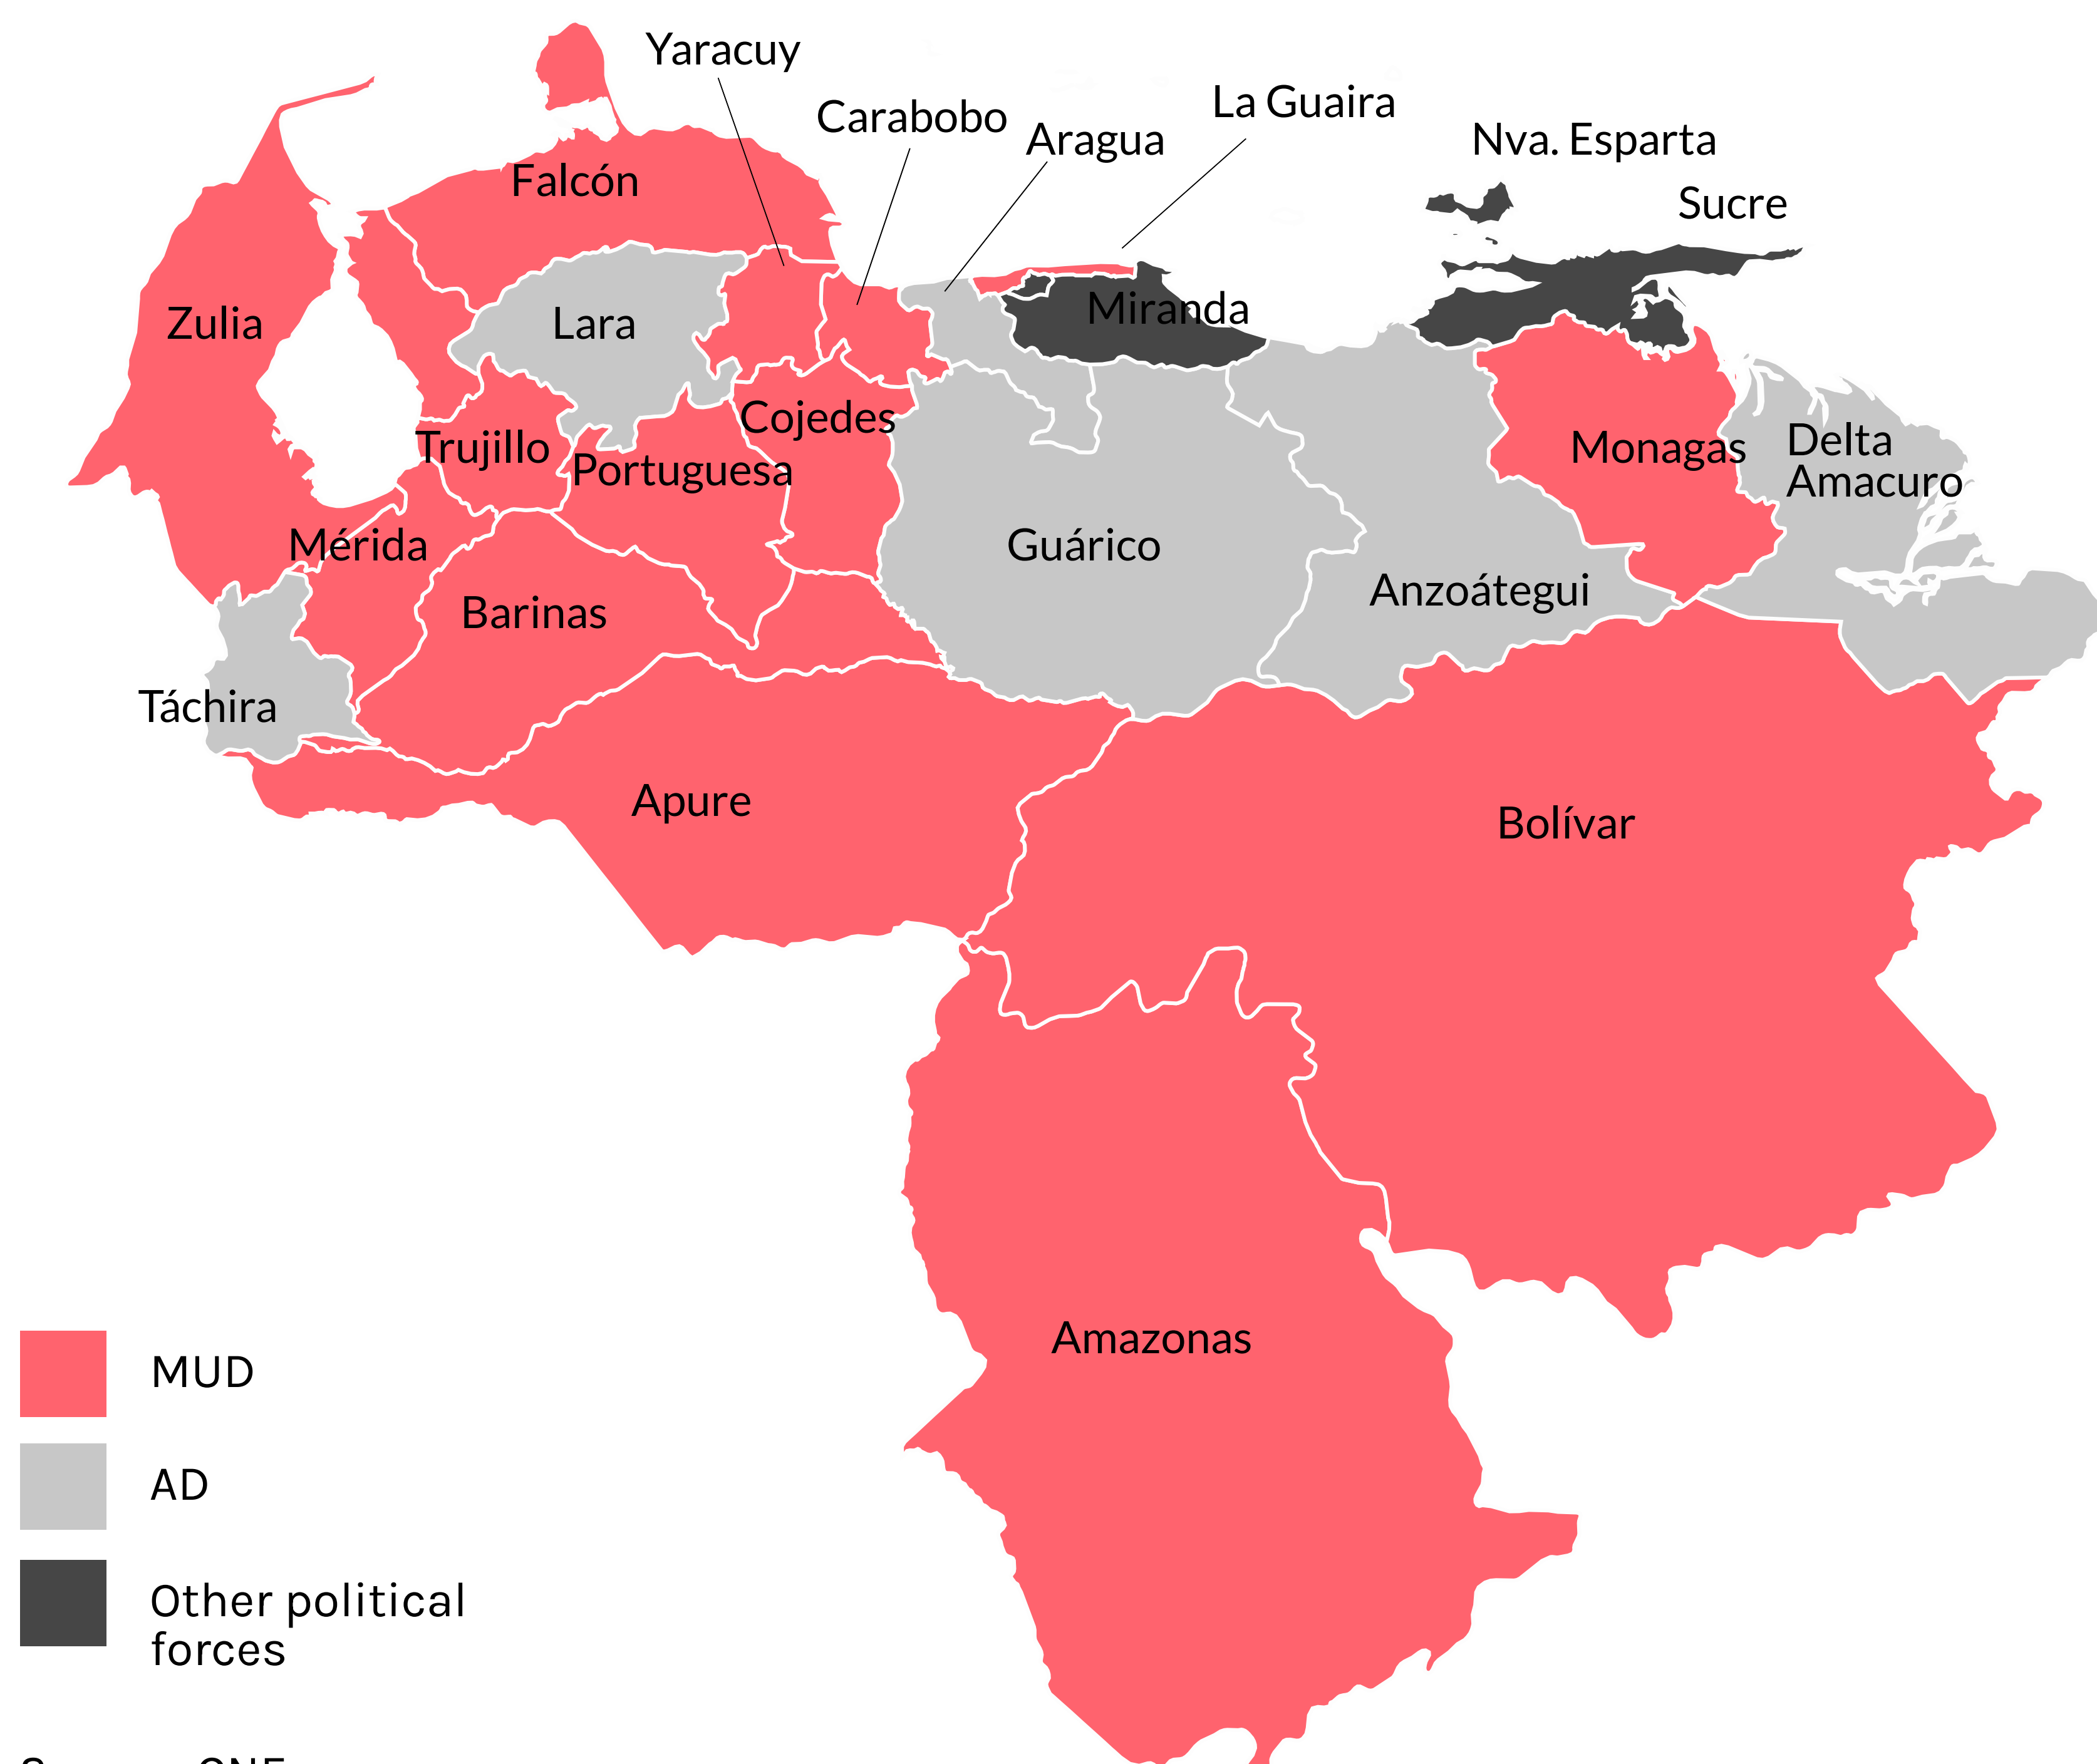 Yaracuy
Carabobo
La Guaira
Aragua
Nva. Esparta
Sucre
Falcón
Zulia
Lara
Miranda
Cojedes
Trujillo
Portuguesa
Monagas
Delta
Amacuro
Mérida
Guárico
Barinas
Anzoátegui
Táchira
Apure
Bolívar
Amazonas
MUD
AD
Other political
forces